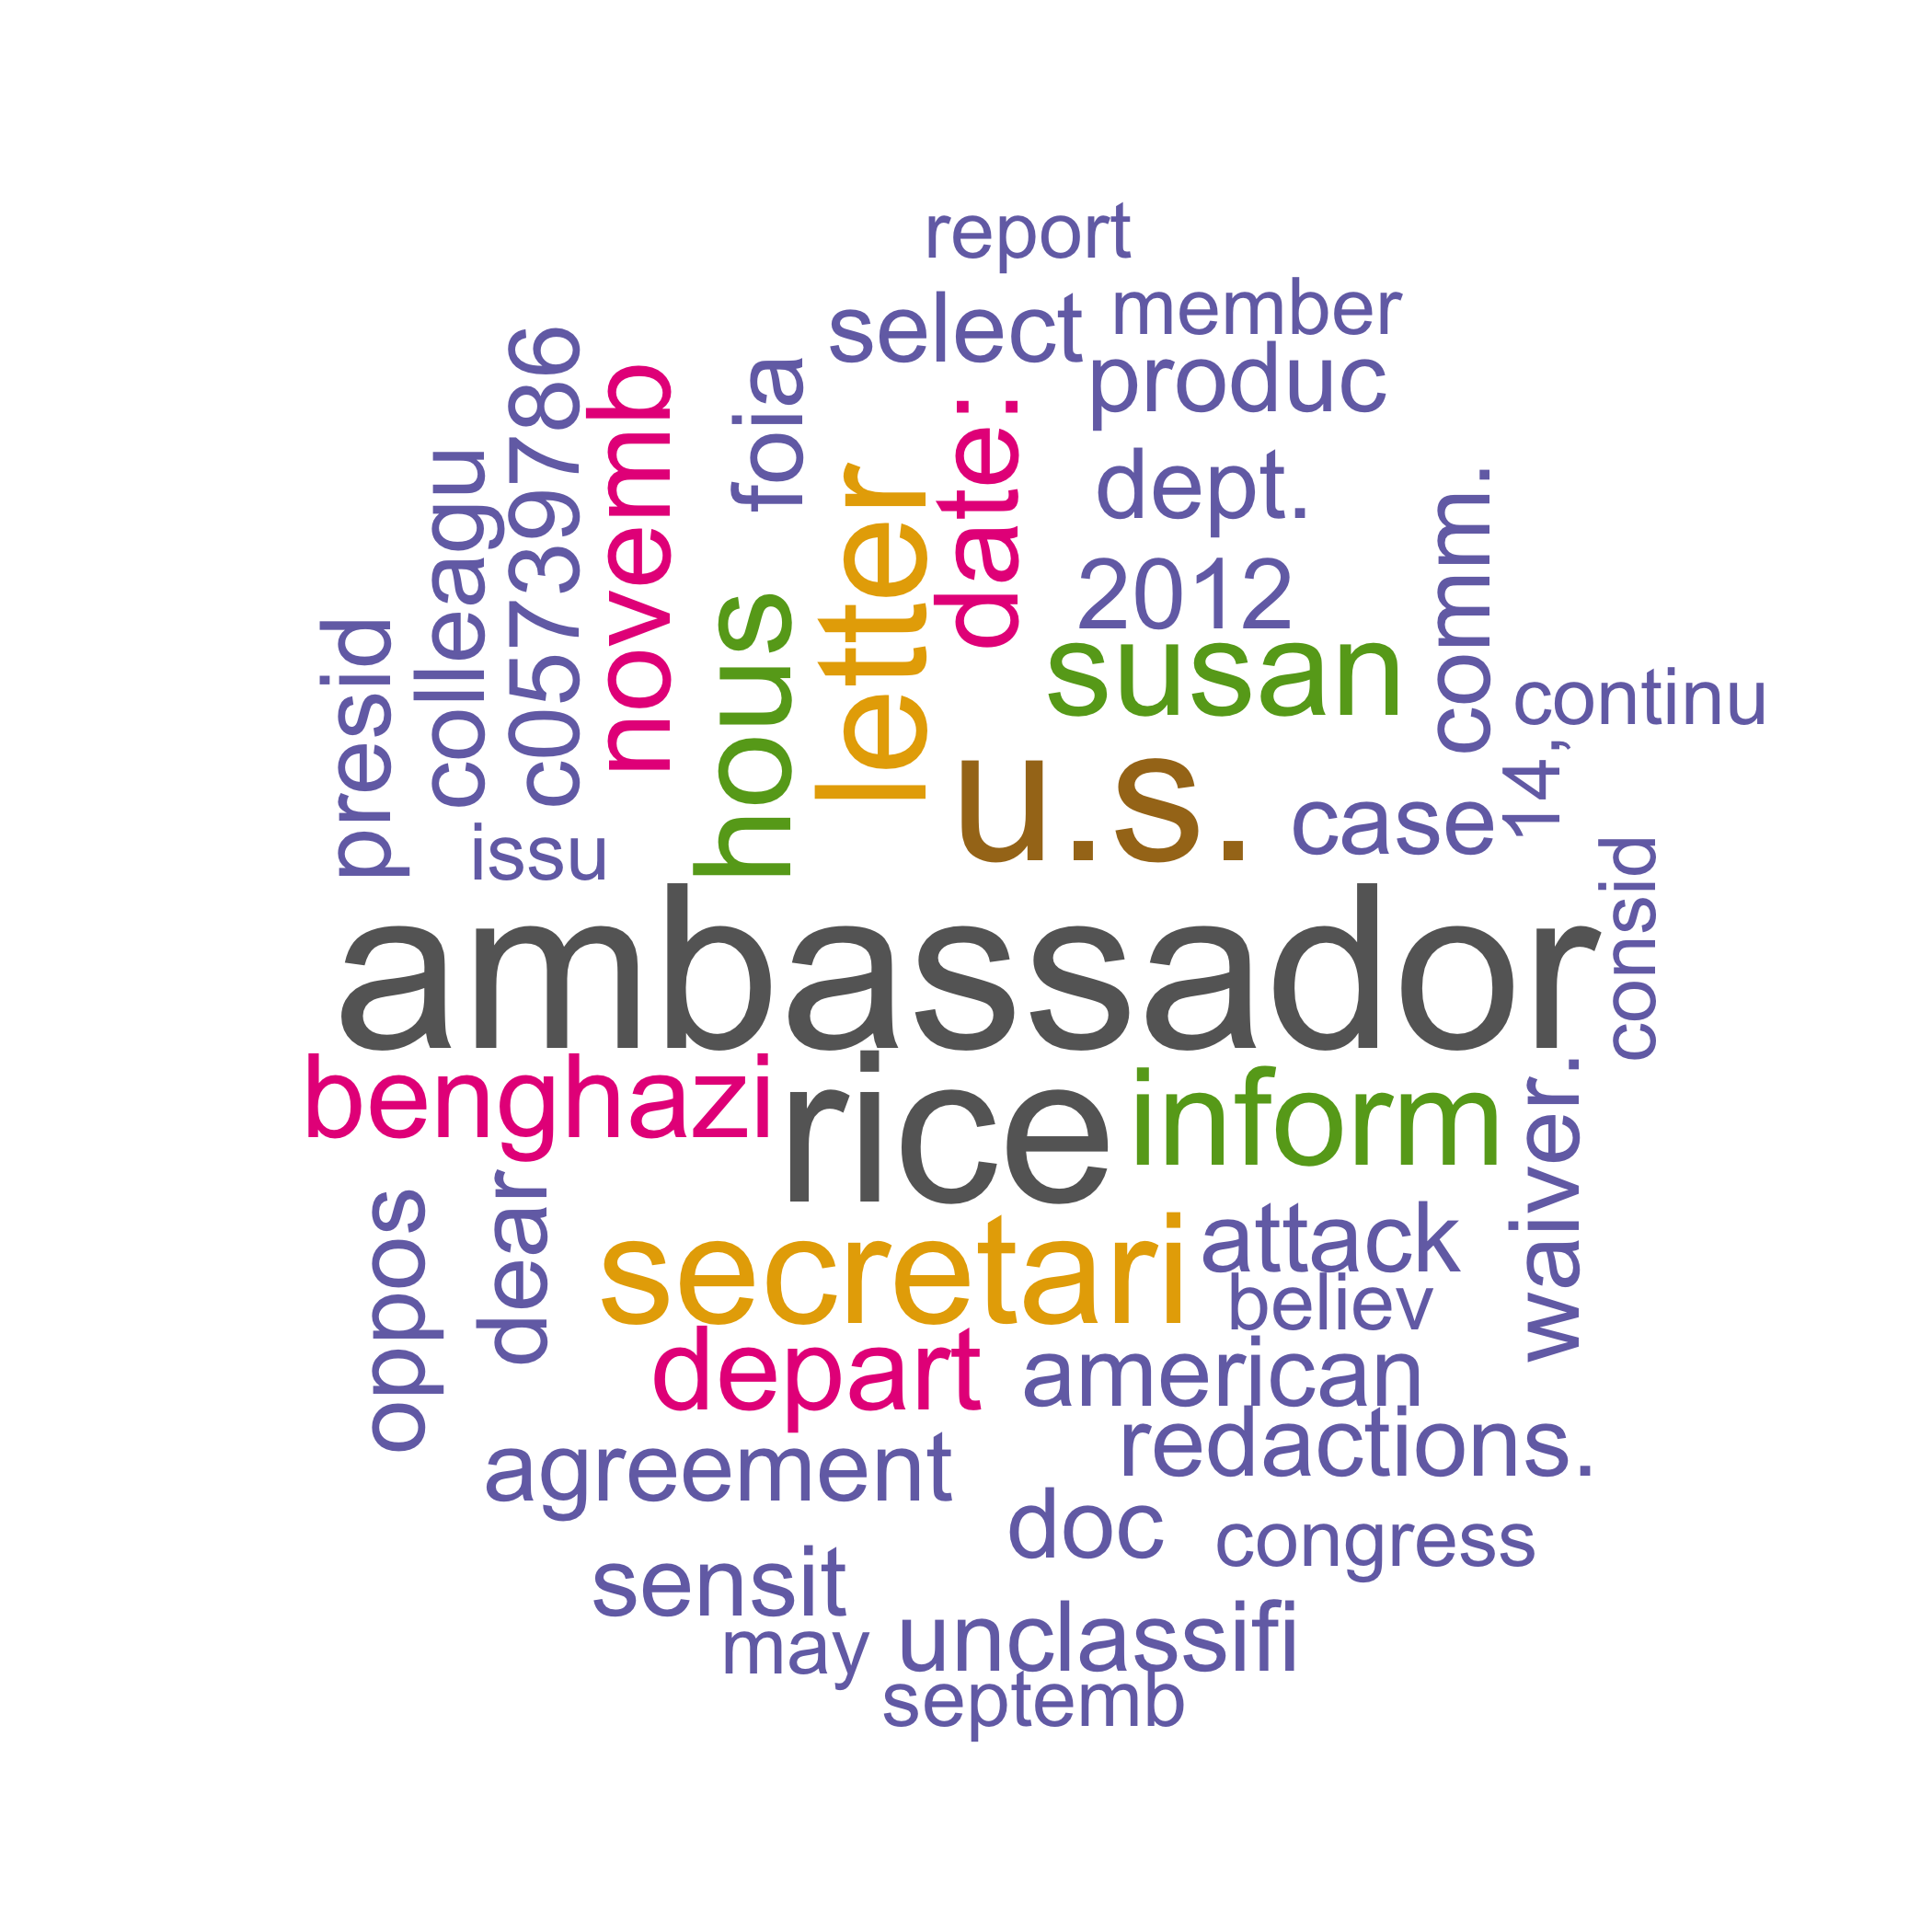 report
select
member
produc
c05739786
novemb
foia
date:
dept.
colleagu
letter
2012
comm.
presid
hous
susan
continu
14,
u.s.
case
issu
consid
ambassador
benghazi
rice
inform
waiver.
oppos
dear
secretari
attack
believ
depart
american
redactions.
agreement
doc
congress
sensit
may
unclassifi
septemb